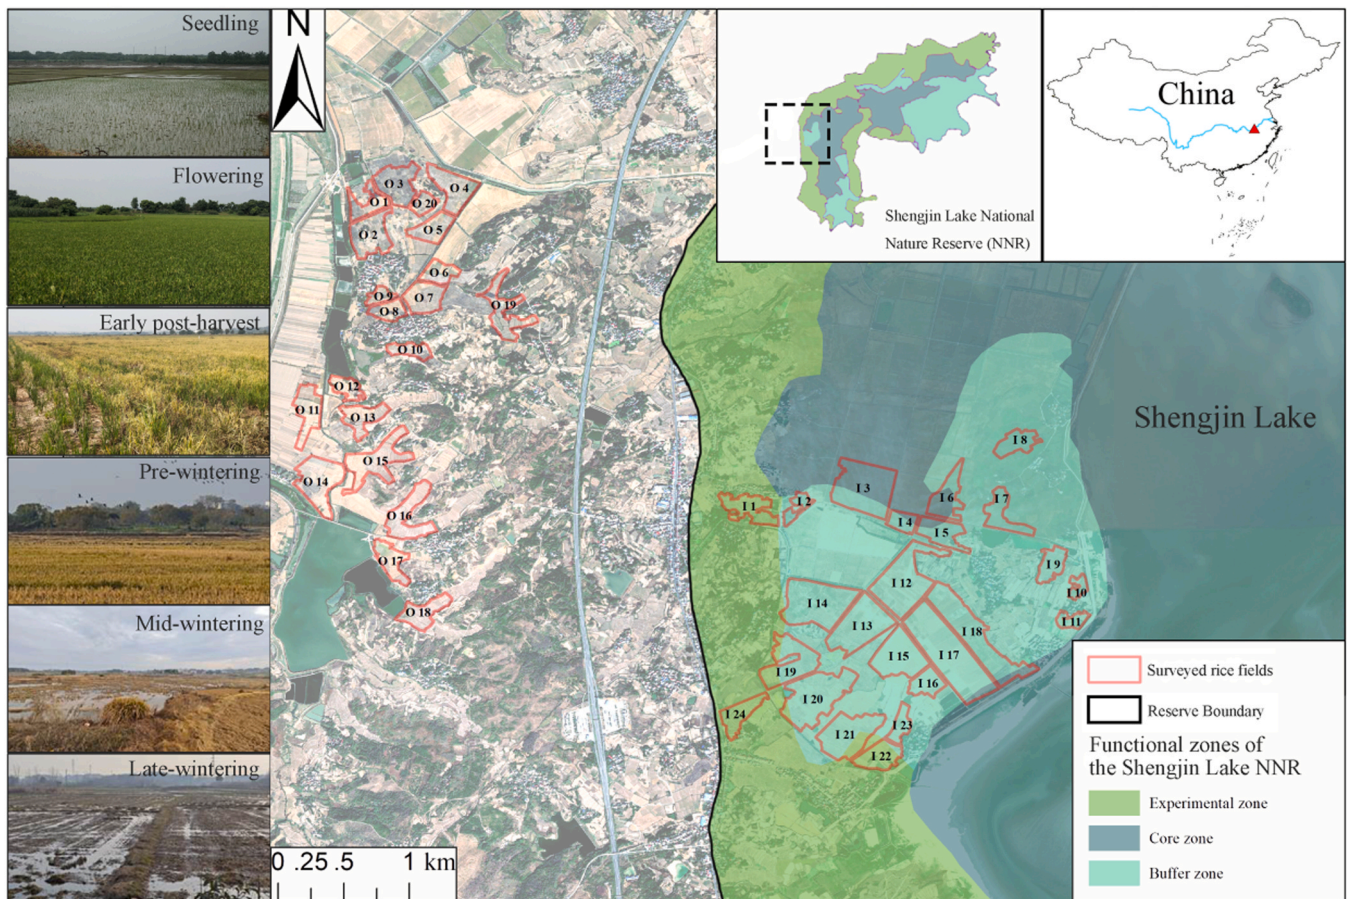 Seedling
Flowering
Early post-harvest
Pre-wintering
Mid-wintering
Late-wintering
N
O 3
O 4
O 1
O 20
O 2
O 5
O 6
O 9
O 7
O 8
O 19
O 10
O 12
O 11
O 13
O 15
O 14
O 16
O 17
O 18
0 .25 .5 1 km
Shengjin Lake National
Nature Reserve (NNR)
China
Shengjin Lake
I 8
I 3
I 6
I 7
I 1
I 2
I 4
I 5
I 9
I 12
I 10
I 14
I 11
I 13
I 18
I 15
I 17
I 19
I 16
I 20
I 24
I 23
I 21
I 22
Surveyed rice fields
Reserve Boundary
Functional zones of
the Shengjin Lake NNR
Experimental zone
Core zone
Buffer zone